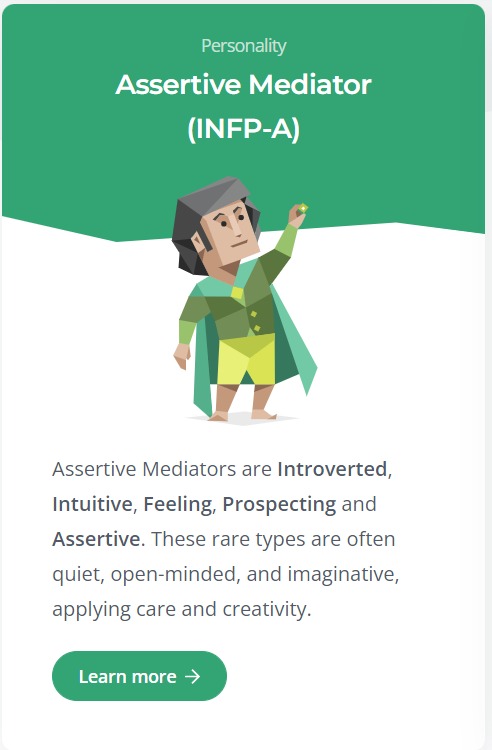 Personality
Assertive Mediator
(INFP-A)
Assertive Mediators are Introverted,
Intuitive, Feeling, Prospecting and
Assertive. These rare types are often
quiet, open-minded, and imaginative,
applying care and creativity.
Learn more →